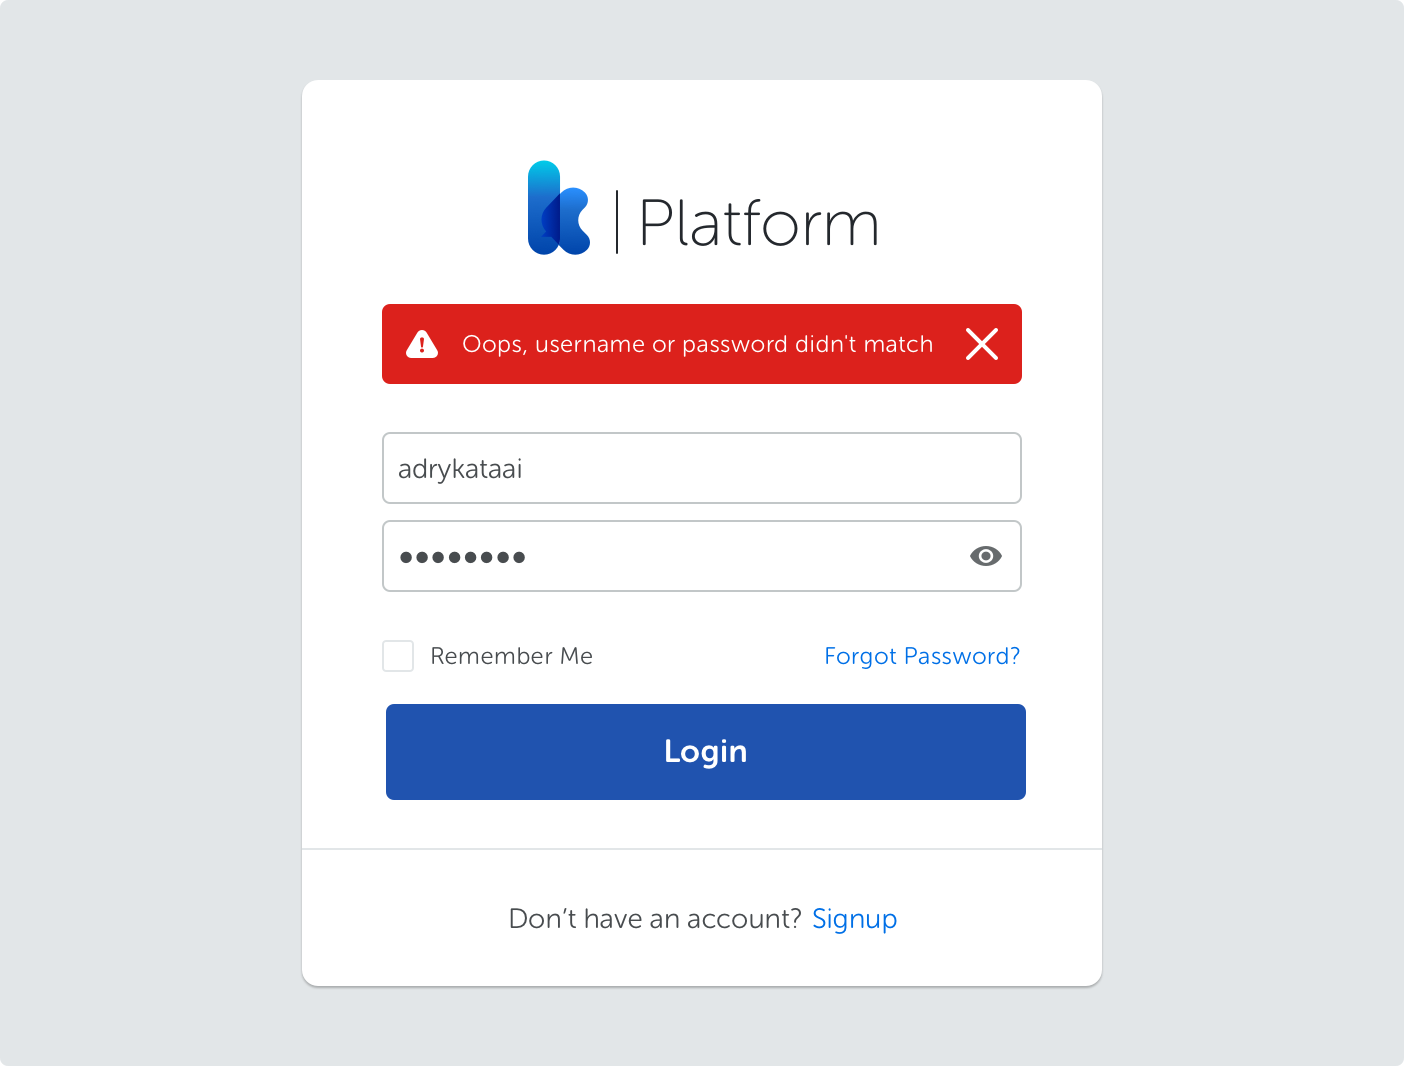 k | Platform
Oops, username or password didn't match
adrykataai
••••••••
Remember Me
Forgot Password?
Login
Don’t have an account? Signup